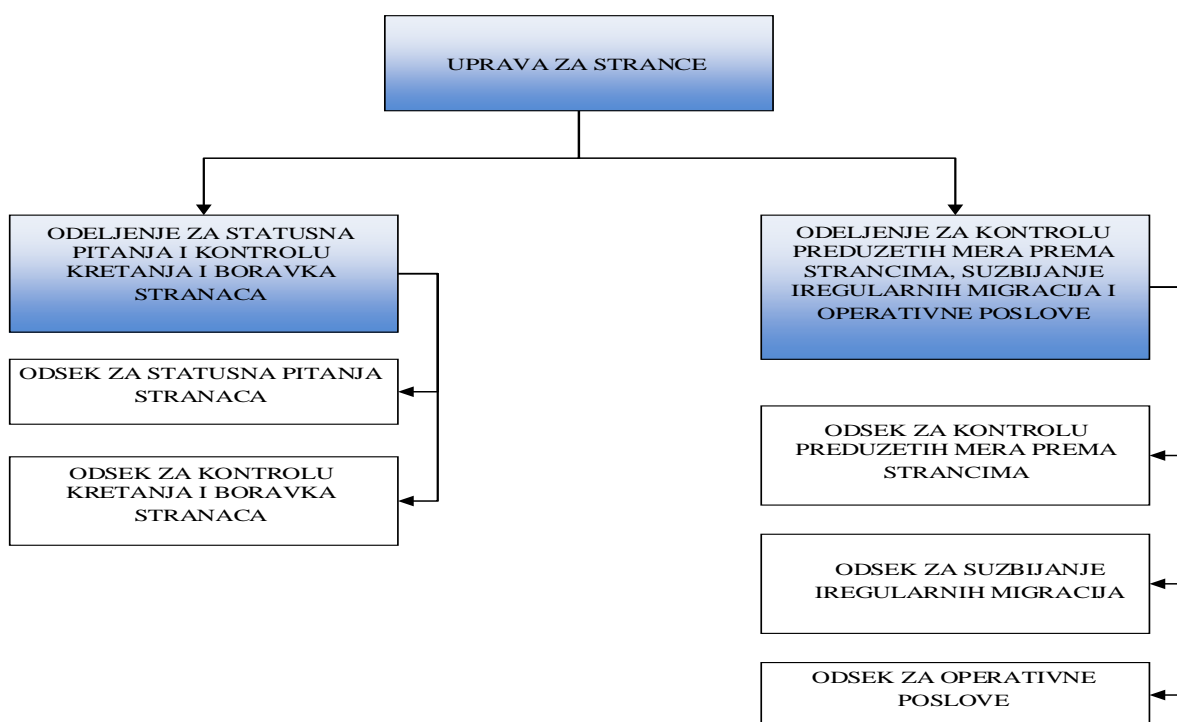 UPRAVA ZA STRANCE
ODELJENJE ZA STATUSNA
PITANJA I KONTROLU
KRETANJA I BORAVKA
STRANACA
ODSEK ZA STATUSNA PITANJA
STRANACA
ODSEK ZA KONTROLU
KRETANJA I BORAVKA
STRANACA
ODELJENJE ZA KONTROLU
PREDUZETIH MERA PREMA
STRANCIMA, SUZBIJANJE
IREGULARNIH MIGRACIJA I
OPERATIVNE POSLOVE
ODSEK ZA KONTROLU
PREDUZETIH MERA PREMA
STRANCIMA
ODSEK ZA SUZBIJANJE
IREGULARNIH MIGRACIJA
ODSEK ZA OPERATIVNE
POSLOVE